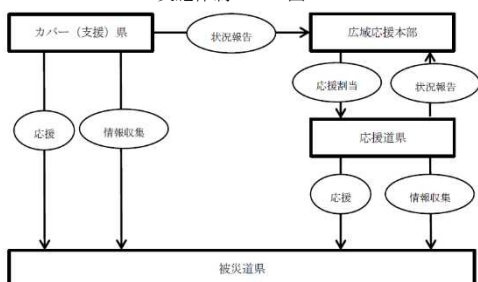 カバー（支援）県
状況報告
広域応援本部
応援割当
状況報告
応援
情報収集
応援道県
応援
情報収集
被災道県